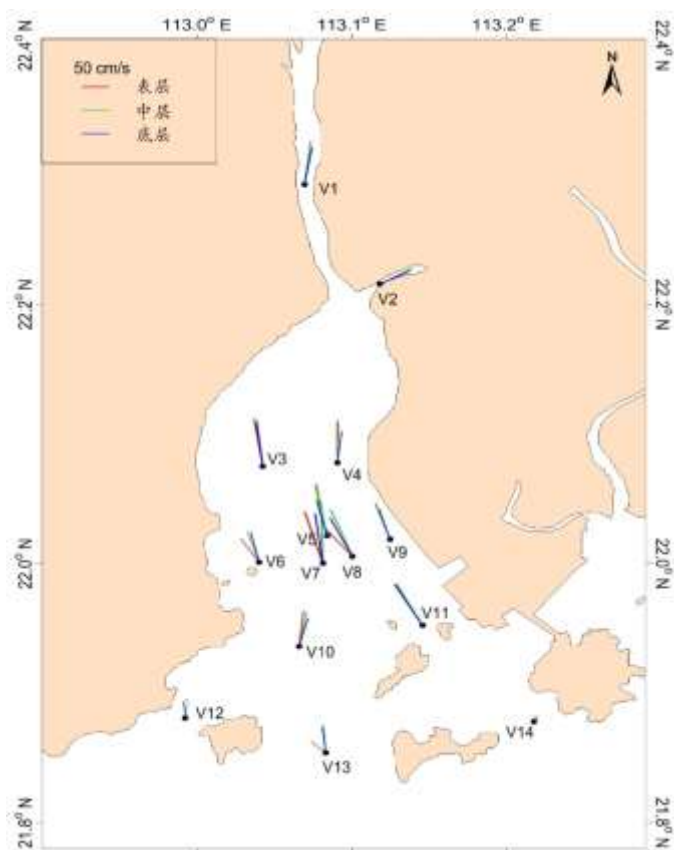 113.0° E 113.1° E 113.2° E
22.4° N 22.4° N
50 cm/s
表层
中层
底层
N
V1
V2
22.2° N 22.2° N
V3
V4
V5
V9
V6
V7
V8
22.0° N 22.0° N
V11
V10
V12
V14
V13
21.8° N 21.8° N